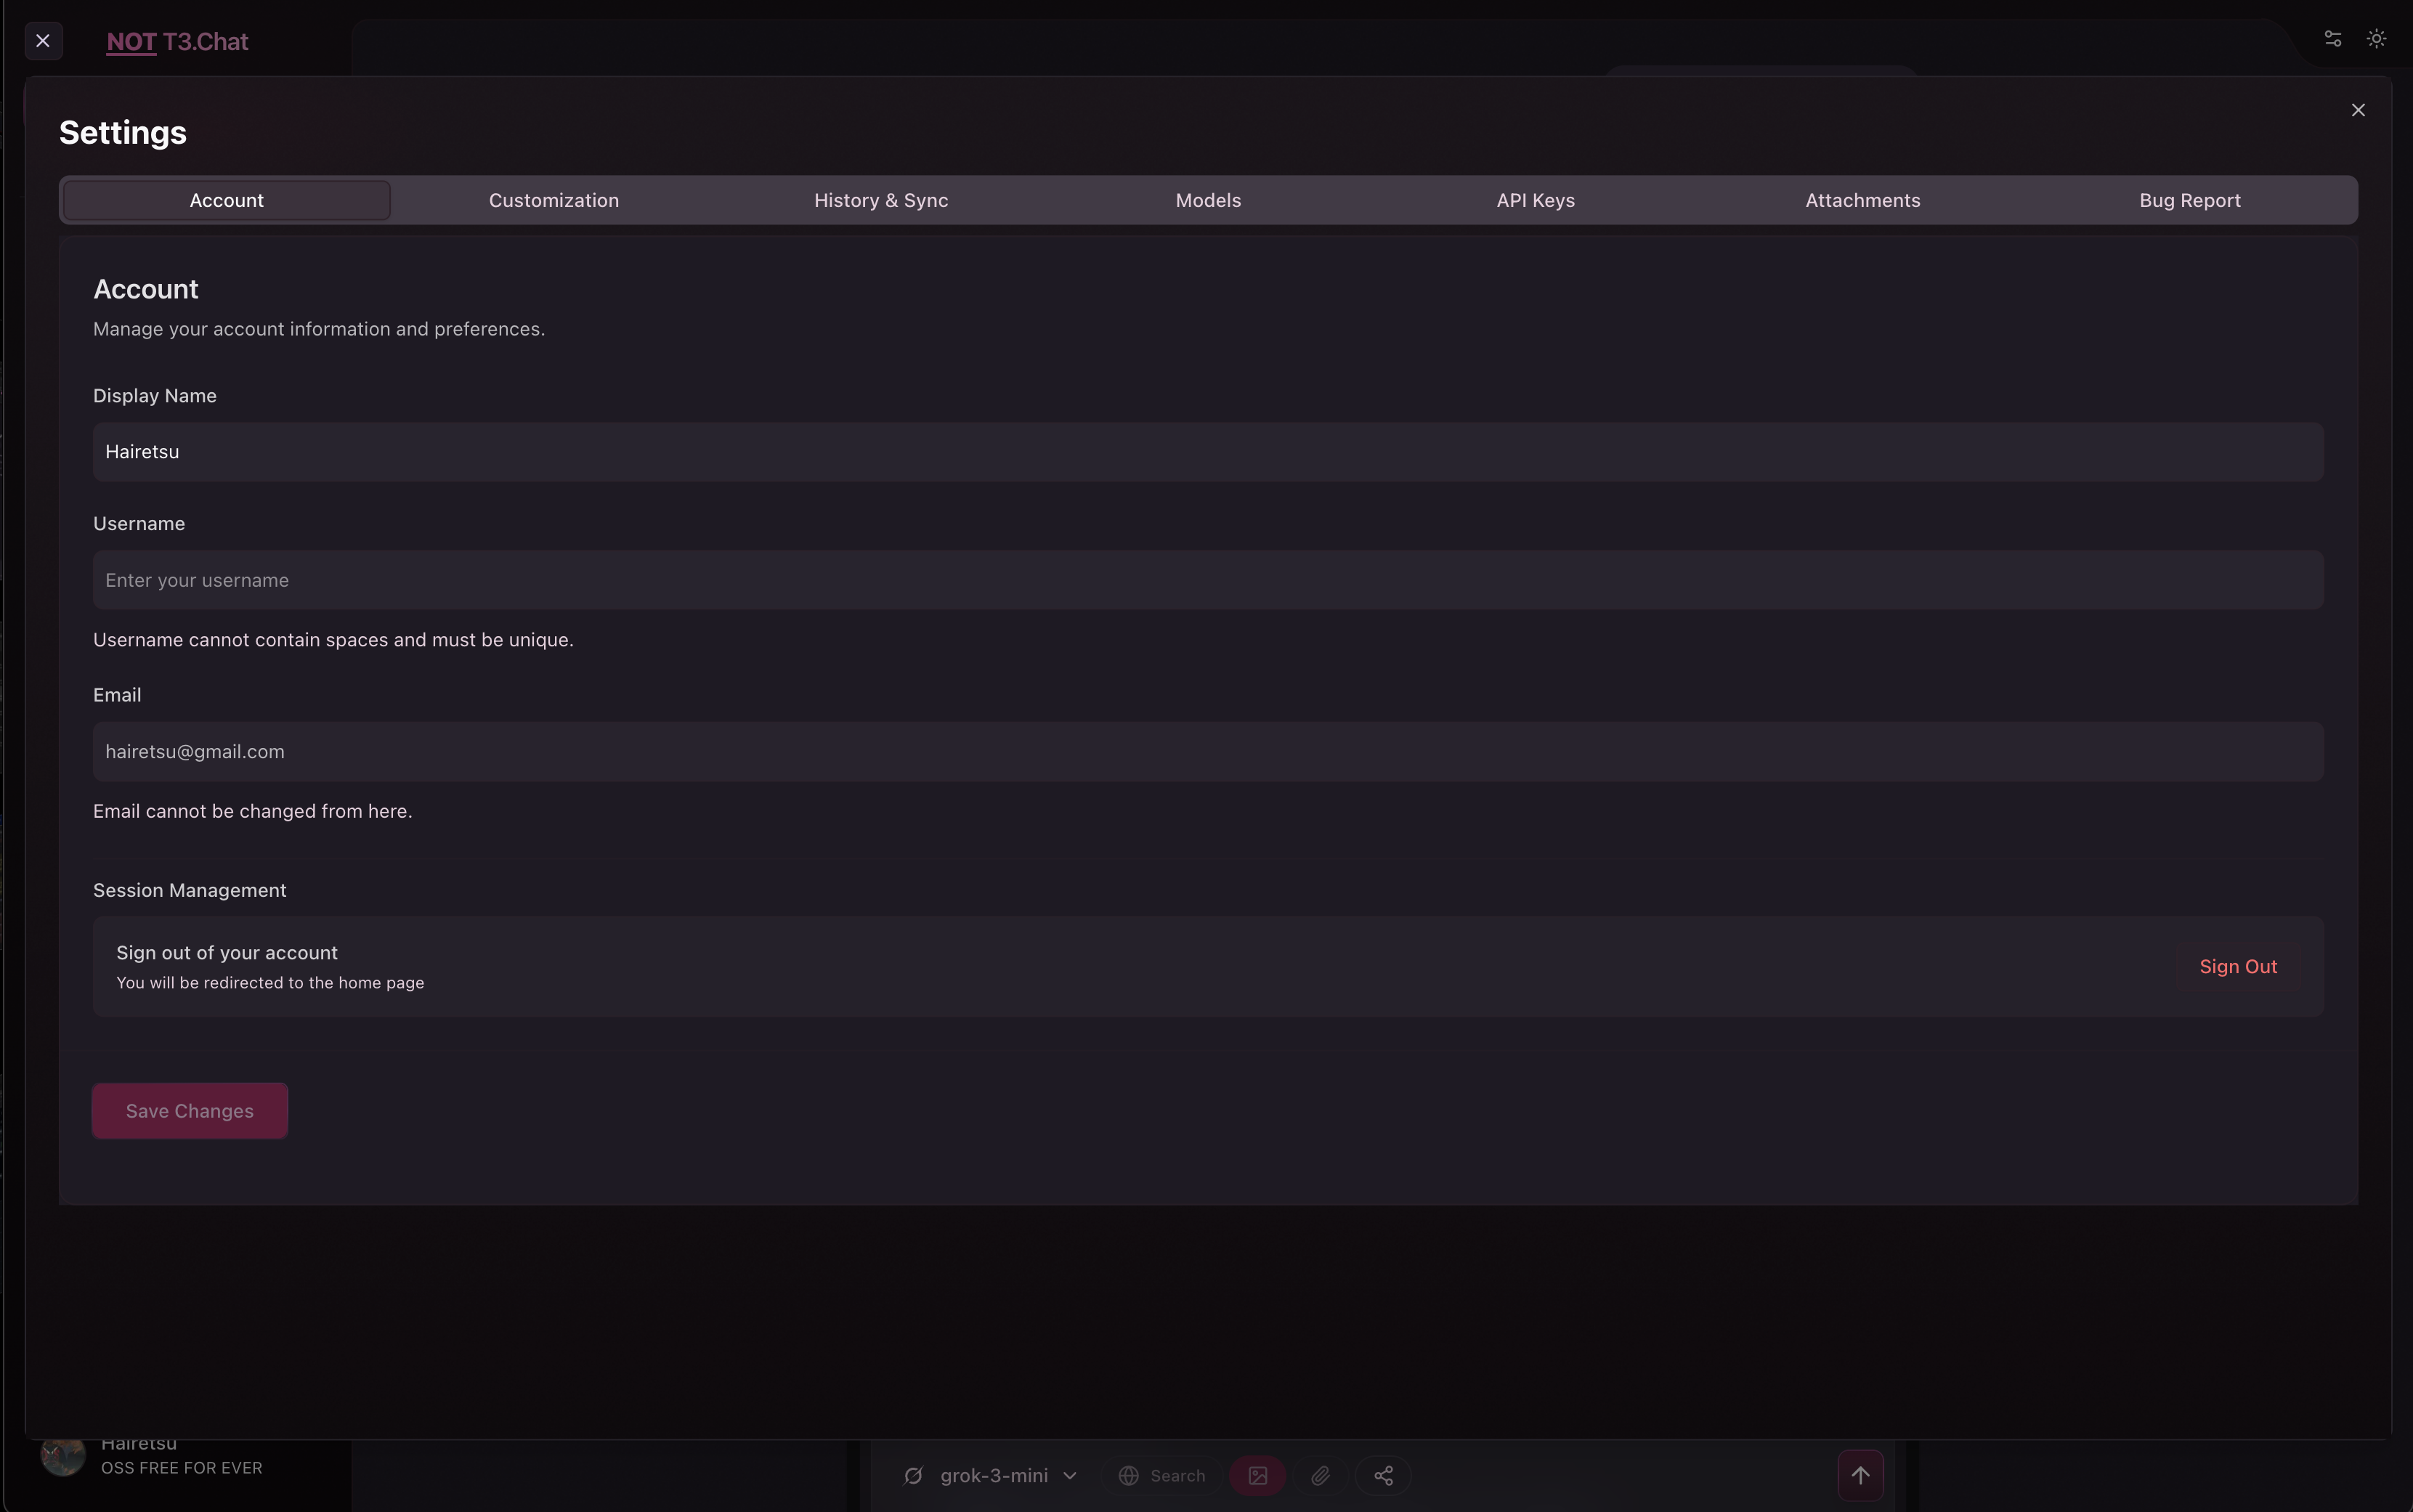 NOT T3.Chat
Settings
Account
Customization
History & Sync
Models
API Keys
Attachments
Bug Report
Account
Manage your account information and preferences.
Display Name
Hairetsu
Username
Enter your username
Username cannot contain spaces and must be unique.
Email
hairetsu@gmail.com
Email cannot be changed from here.
Session Management
Sign out of your account
You will be redirected to the home page
Sign Out
Save Changes
Hairetsu
OSS FREE FOR EVER
grok-3-mini
Search